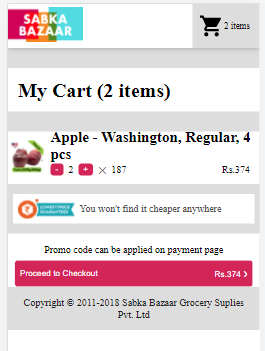 SABKA
BAZAAR
2 items
My Cart (2 items)
Apple - Washington, Regular, 4
pcs
- 2 + × 187 Rs.374
LOWEST PRICE
GUARANTEED
You won't find it cheaper anywhere
Promo code can be applied on payment page
Proceed to Checkout Rs.374 ›
Copyright © 2011-2018 Sabka Bazaar Grocery Suplies
Pvt. Ltd